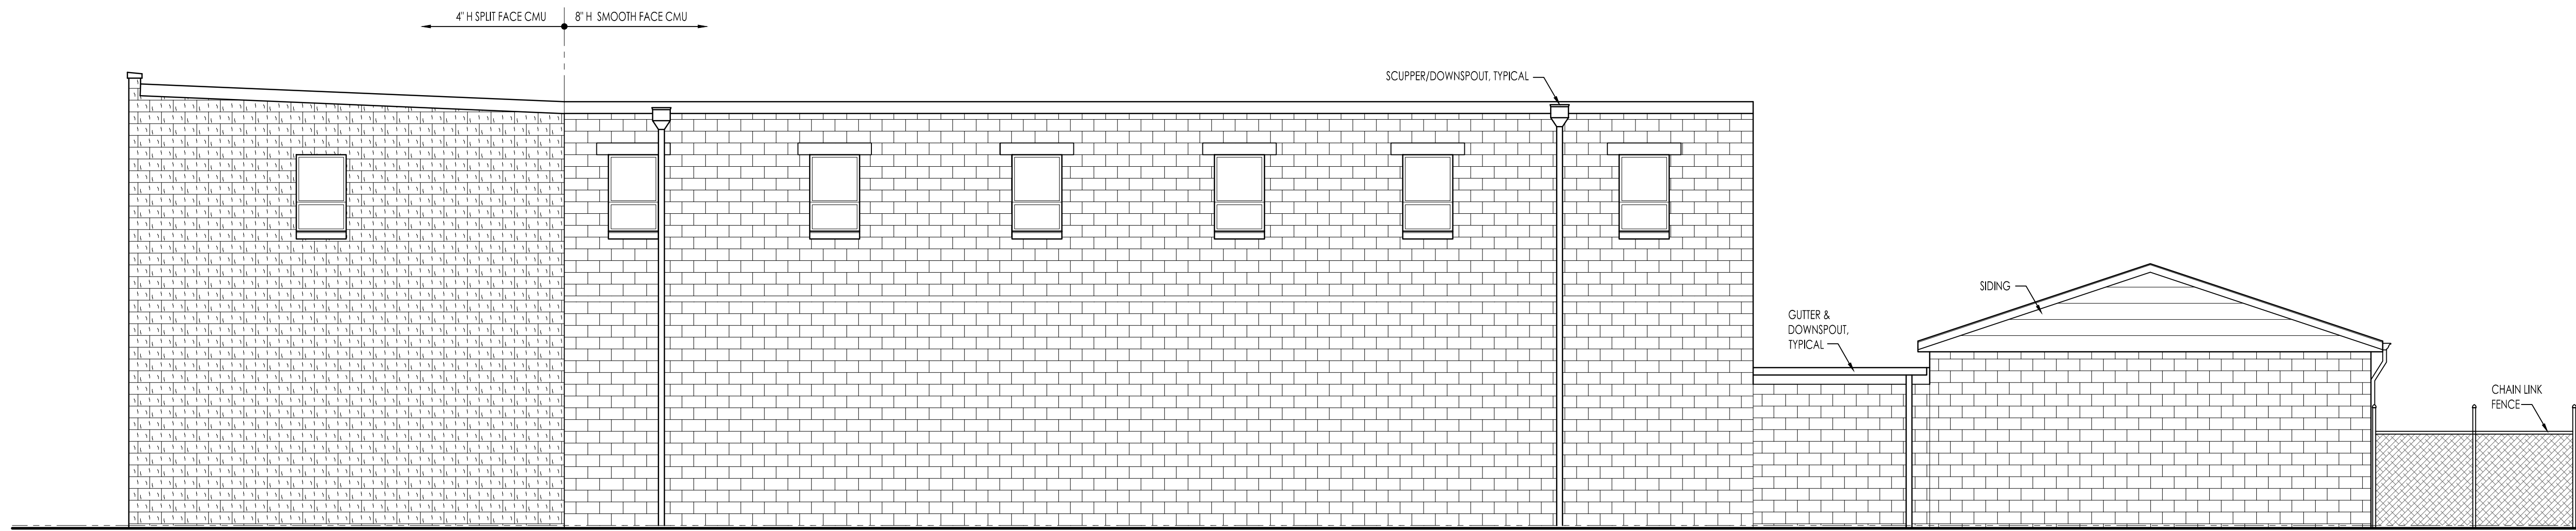 4" H SPLIT FACE CMU
8" H SMOOTH FACE CMU
SCUPPER/DOWNSPOUT, TYPICAL
SIDING
GUTTER &
DOWNSPOUT,
TYPICAL
CHAIN LINK
FENCE